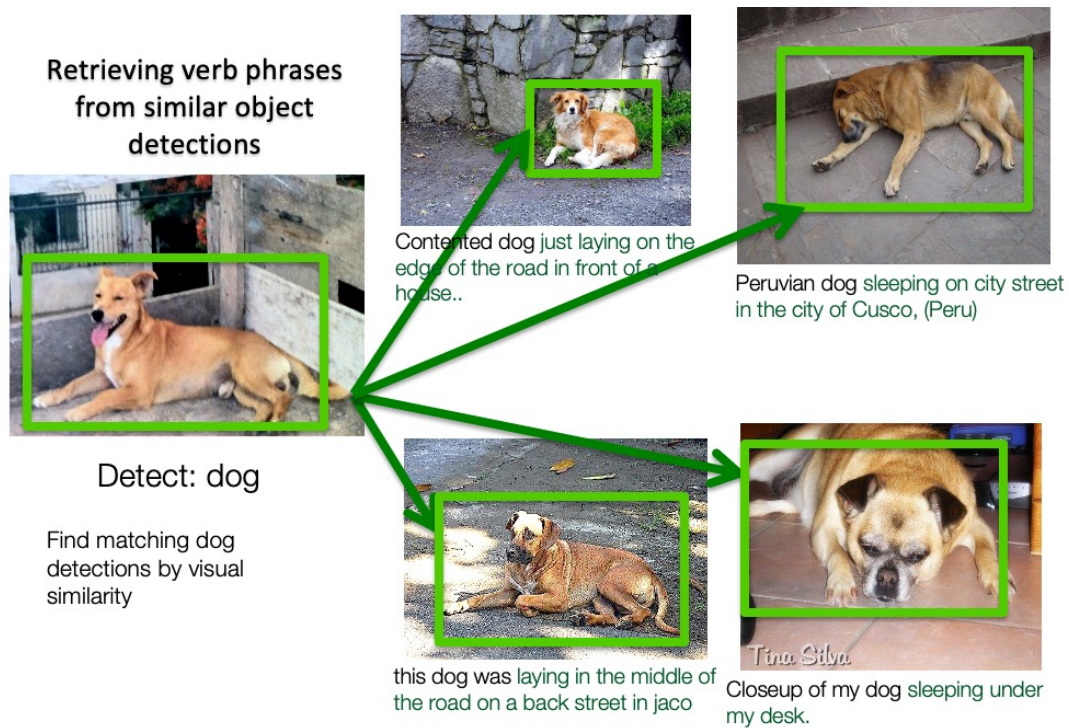 Retrieving verb phrases
from similar object
detections
Detect: dog
Find matching dog
detections by visual
similarity
Contented dog just laying on the
edge of the road in front of a
house..
Peruvian dog sleeping on city street
in the city of Cusco, (Peru)
this dog was laying in the middle of
the road on a back street in jaco
Tina Silva
Closeup of my dog sleeping under
my desk.